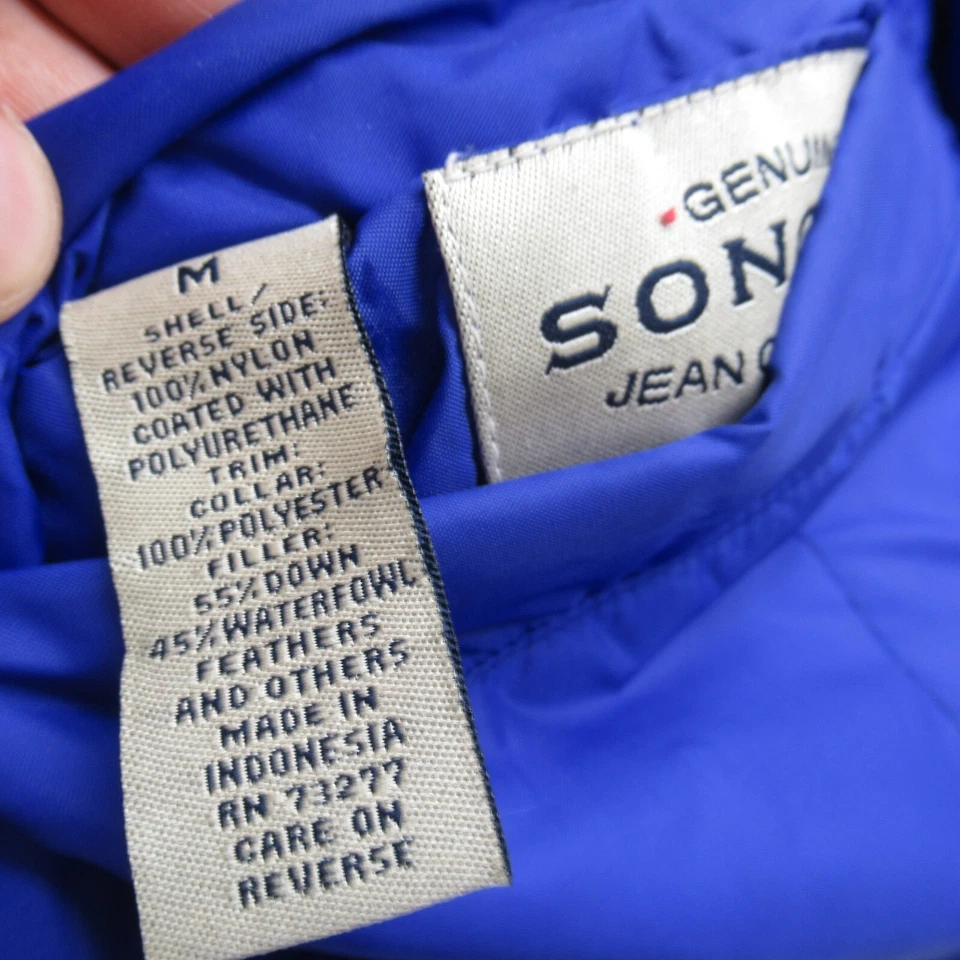 M
SHELL/
REVERSE SIDE:
100% NYLON
COATED WITH
POLYURETHANE
TRIM:
COLLAR:
100% POLYESTER
FILLER:
55% DOWN
45% WATERFOWL
FEATHERS
AND OTHERS
MADE IN
INDONESIA
RN 73277
CARE ON
REVERSE
GENUIN
SONO
JEAN C